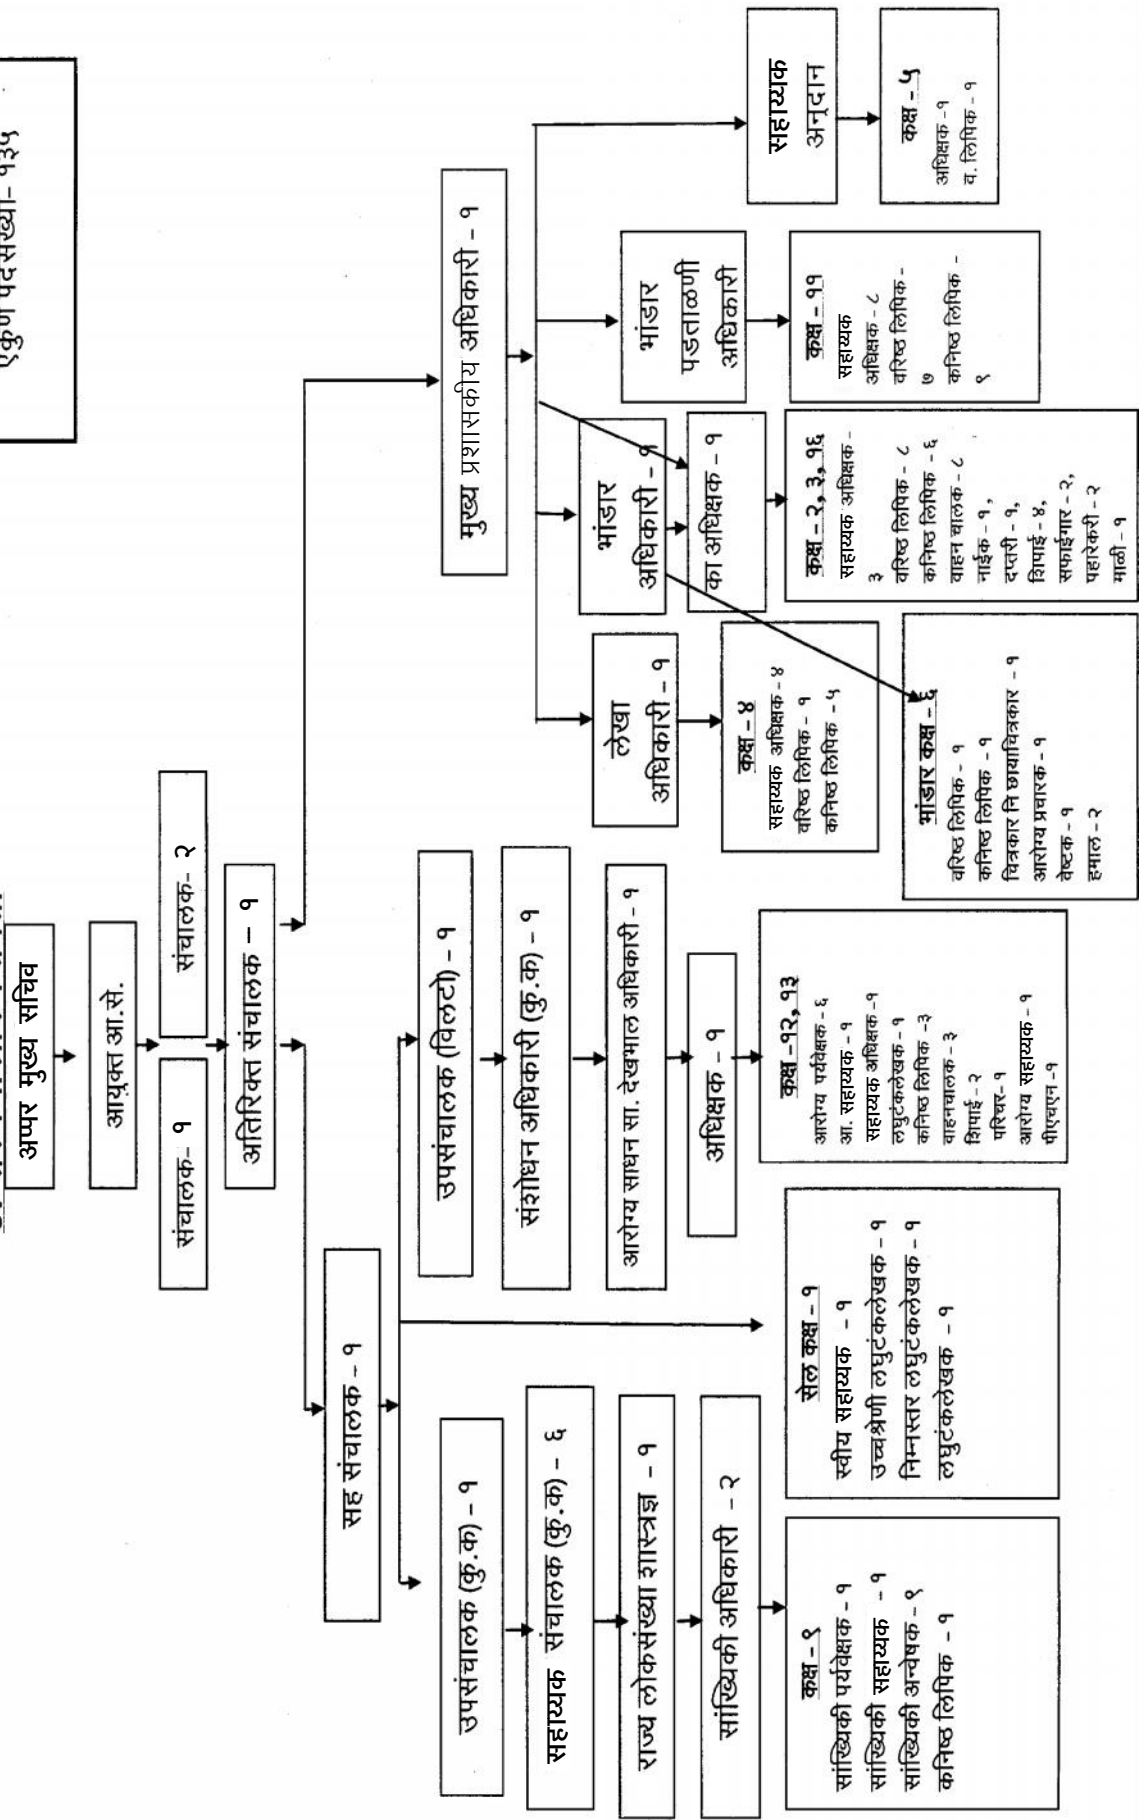 एकुण पदसंख्या- १३५
अप्पर मुख्य सचिव
आयुक्त आ.से.
संचालक- १
संचालक- २
अतिरिक्त संचालक – १
सह संचालक - १
मुख्य प्रशासकीय अधिकारी - १
उपसंचालक (कु.क) - १
सहाय्यक संचालक (कु.क) - ६
राज्य लोकसंख्या शास्त्रज्ञ - १
सांख्यिकी अधिकारी - २
कक्ष -९
सांख्यिकी पर्यवेक्षक - १
सांख्यिकी सहाय्यक - १
सांख्यिकी अन्वेषक - ९
कनिष्ठ लिपिक - १
सेल कक्ष - १
स्वीय सहाय्यक - १
उच्चश्रेणी लघुटंकलेखक - १
निम्नस्तर लघुटंकलेखक - १
लघुटंकलेखक - १
उपसंचालक (विलटो) - १
संशोधन अधिकारी (कु.क) - १
आरोग्य साधन सा. देखभाल अधिकारी - १
अधिक्षक - १
कक्ष -१२, १३
आरोग्य पर्यवेक्षक - ६
आ. सहाय्यक - १
सहाय्यक अधिक्षक -१
लघुटंकलेखक - १
कनिष्ठ लिपिक -३
वाहनचालक - ३
शिपाई - २
परिचर- १
आरोग्य सहाय्यक - १
पीएचएन -१
लेखा
अधिकारी - १
कक्ष -४
सहाय्यक अधिक्षक - ४
वरिष्ठ लिपिक - १
कनिष्ठ लिपिक - ५
भांडार
अधिकारी - १
का अधिक्षक - १
भांडार कक्ष - ६
वरिष्ठ लिपिक - १
कनिष्ठ लिपिक - १
चित्रकार नि छायाचित्रकार - १
आरोग्य प्रचारक - १
वेष्टक - १
हमाल - २
कक्ष - २, ३, १६
सहाय्यक अधिक्षक -
३
वरिष्ठ लिपिक - ८
कनिष्ठ लिपिक - ६
वाहन चालक - ८
नाईक - १,
दप्तरी - १,
शिपाई - ४,
सफाईगार - २,
पहारेकरी - २
माळी - १
भांडार
पडताळणी
अधिकारी
कक्ष - ११
सहाय्यक
अधिक्षक - ८
वरिष्ठ लिपिक -
७
कनिष्ठ लिपिक -
९
सहाय्यक
अनुदान
कक्ष - ५
अधिक्षक -१
व. लिपिक - १